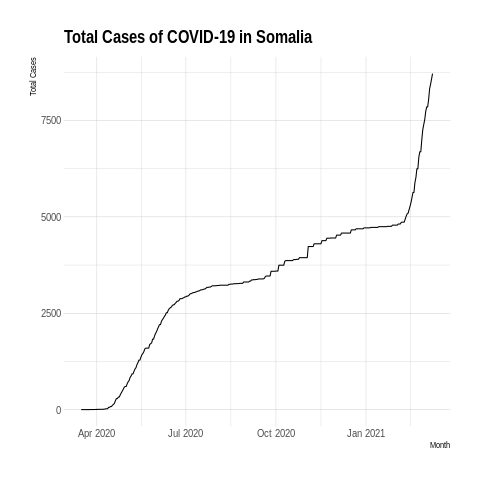 Total Cases of COVID-19 in Somalia
Total Cases
7500
5000
2500
0
Apr 2020
Jul 2020
Oct 2020
Jan 2021
Month